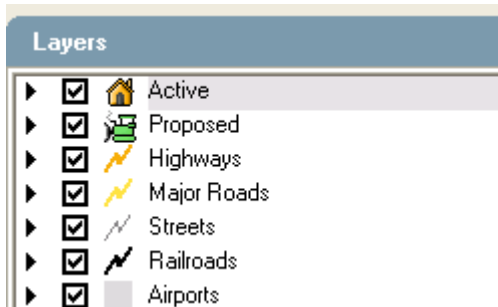 Layers
Active
Proposed
Highways
Major Roads
Streets
Railroads
Airports